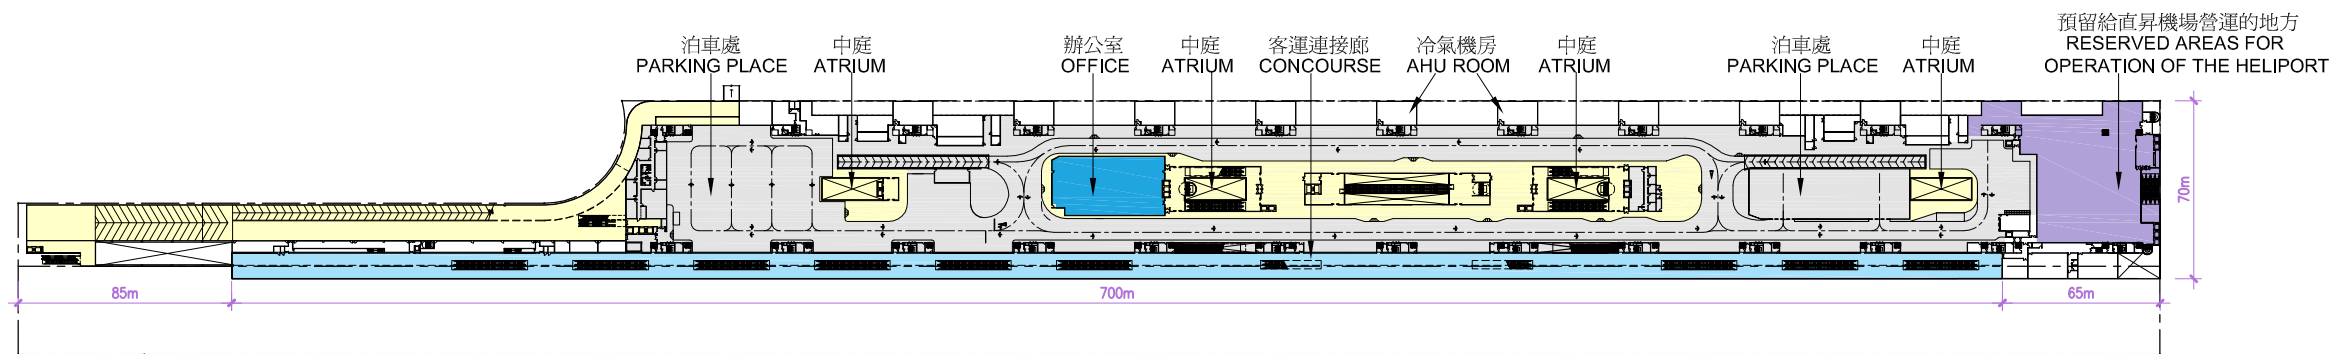 預留給直昇機場營運的地方
RESERVED AREAS FOR
OPERATION OF THE HELIPORT
泊車處
PARKING PLACE
中庭
ATRIUM
辦公室
OFFICE
中庭
ATRIUM
客運連接廊
CONCOURSE
冷氣機房
AHU ROOM
中庭
ATRIUM
泊車處
PARKING PLACE
中庭
ATRIUM
70m
85m
700m
65m